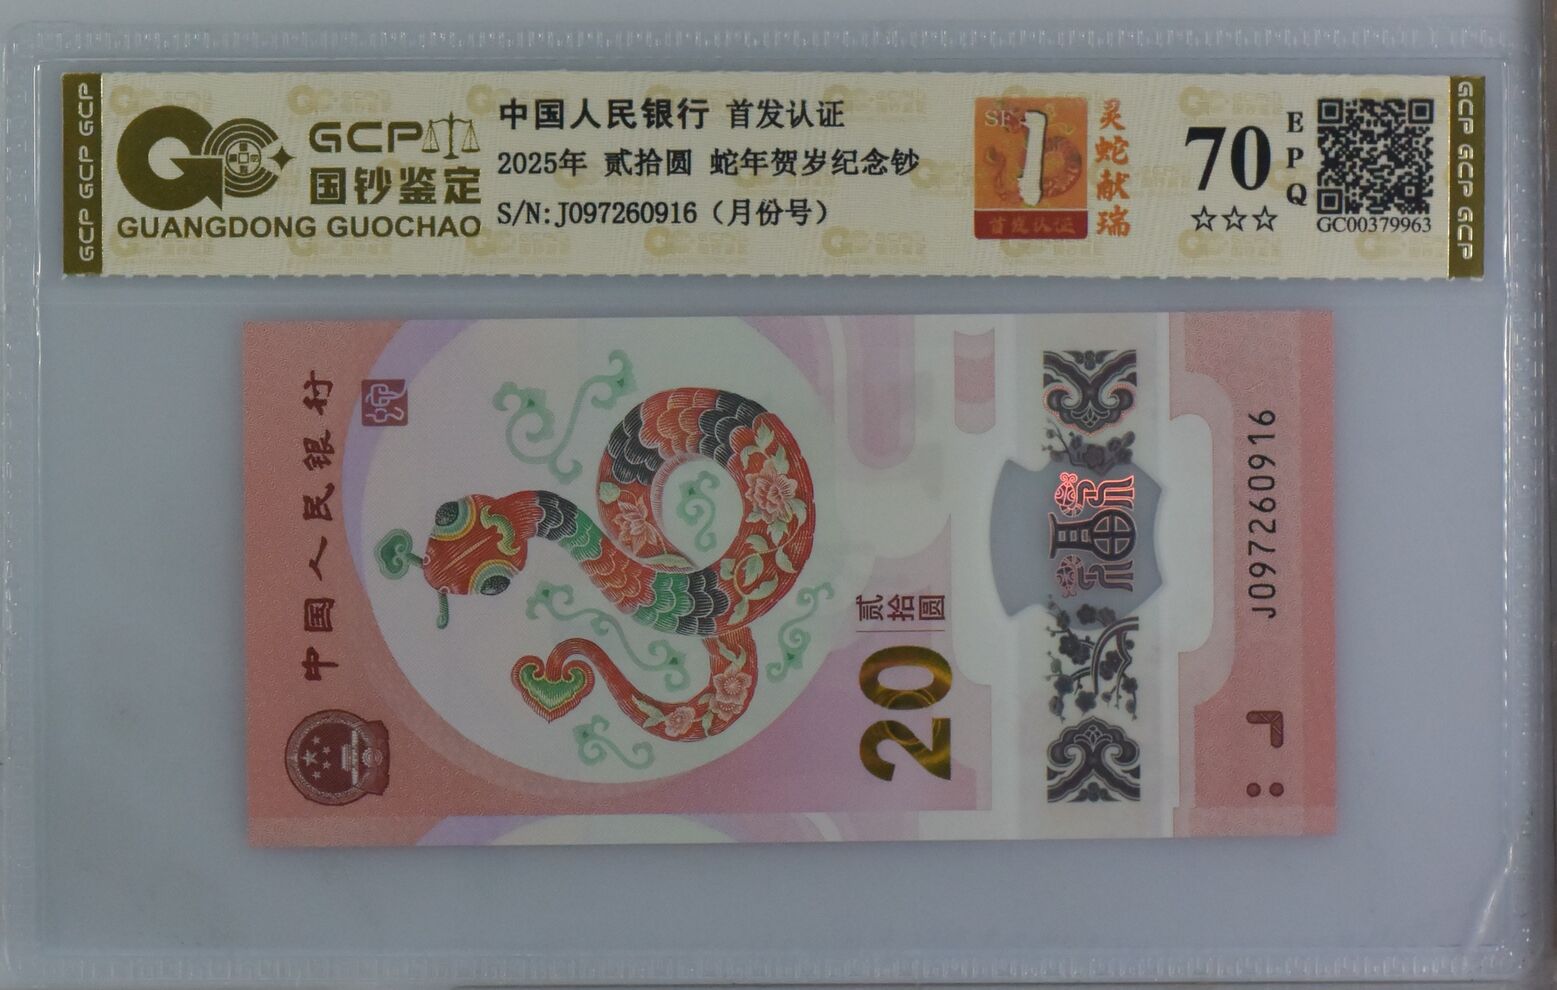 GCP GCP GCP
GCP
国钞鉴定
GUANGDONG GUOCHAO
中国人民银行 首发认证
2025年 贰拾圆 蛇年贺岁纪念钞
S/N:J097260916（月份号）
1
首发认证
灵蛇献瑞
70
EPQ
☆☆☆
GC00379963
GCP GCP GCP
中国人民银行
贰拾圆
20
福
J097260916